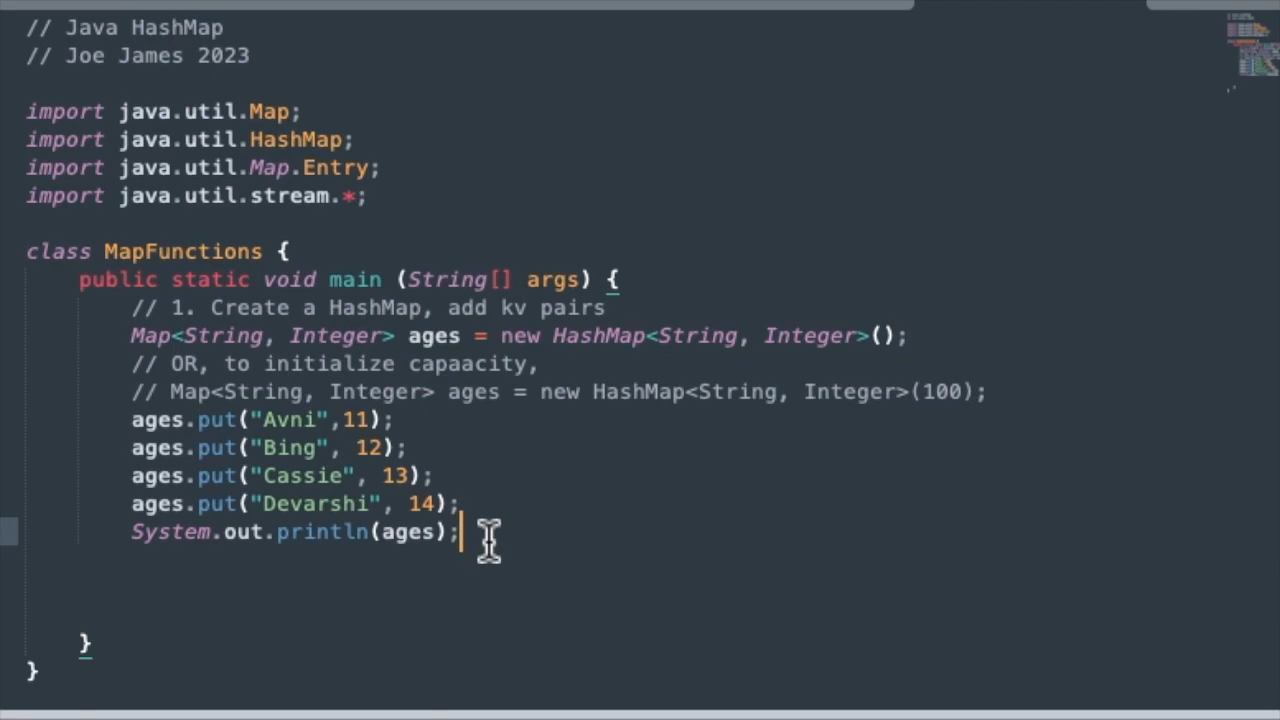 // Java HashMap
// Joe James 2023
import java.util.Map;
import java.util.HashMap;
import java.util.Map.Entry;
import java.util.stream.*;
class MapFunctions {
    public static void main (String[] args) {
        // 1. Create a HashMap, add kv pairs
        Map<String, Integer> ages = new HashMap<String, Integer>();
        // OR, to initialize capaacity,
        // Map<String, Integer> ages = new HashMap<String, Integer>(100);
        ages.put("Avni",11);
        ages.put("Bing", 12);
        ages.put("Cassie", 13);
        ages.put("Devarshi", 14);
        System.out.println(ages);
    }
}